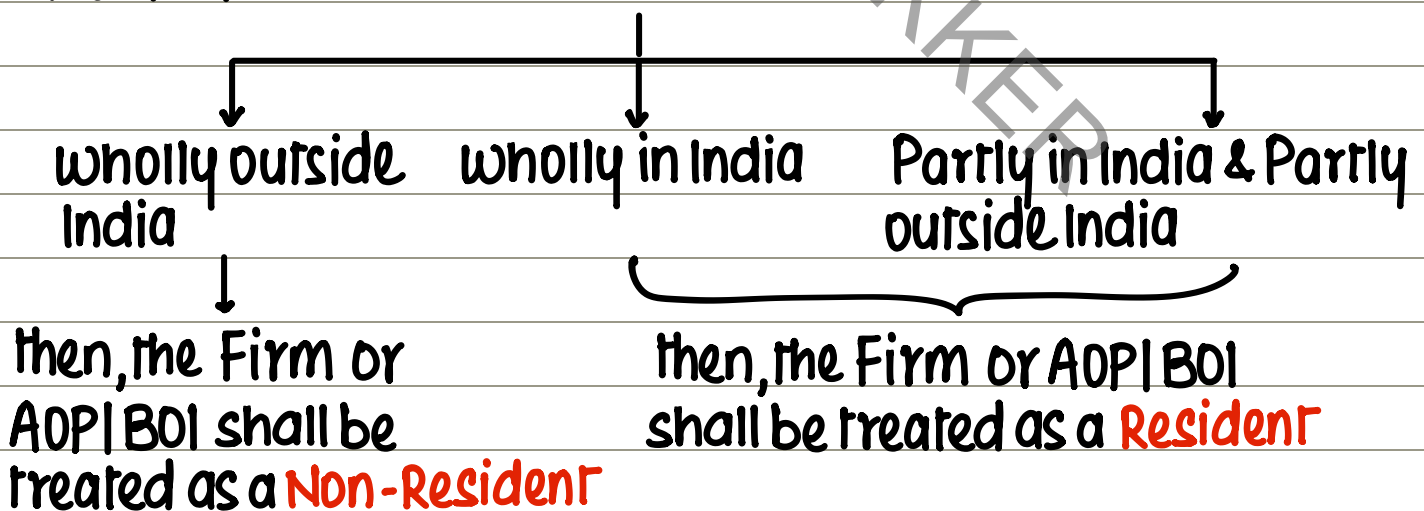 wholly outside India
wholly in India
Partly in India & Partly outside India
then, the Firm or
AOP|BOI shall be
treated as a Non-Resident
then, the Firm or AOP|BOI
shall be treated as a Resident